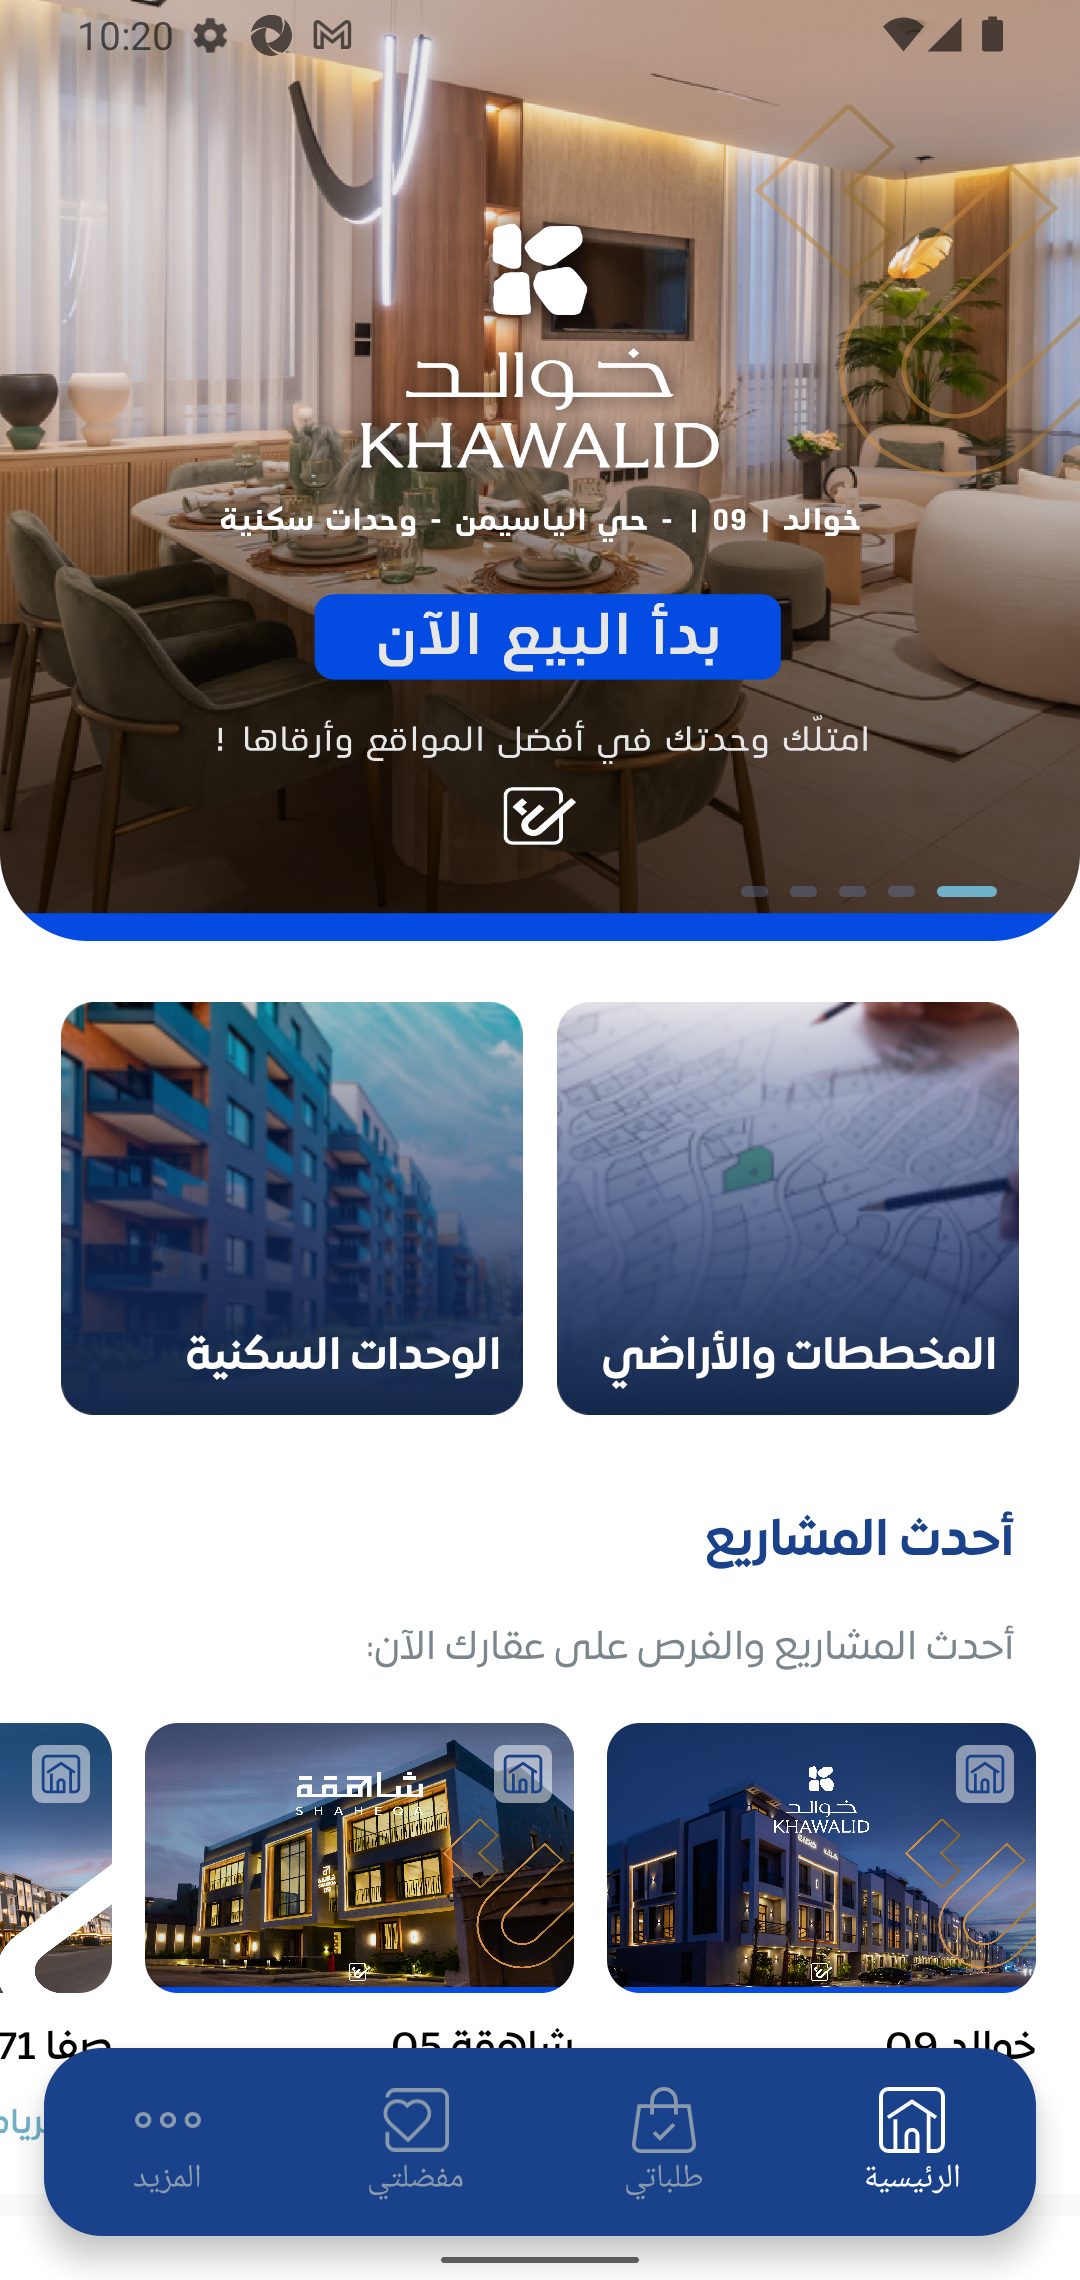 10:20
خوالد
KHAWALID
خوالد | 09 | - حي الياسيمن - وحدات سكنية
بدأ البيع الآن
امتلّك وحدتك في أفضل المواقع وأرقاها !
المخططات والأراضي
الوحدات السكنية
أحدث المشاريع
أحدث المشاريع والفرص على عقارك الآن:
خوالد
KHAWALID
شاهقة
SHAHEQA
خوالد 09
شاهقة 05
صفا 71
الرئيسية
طلباتي
مفضلتي
المزيد